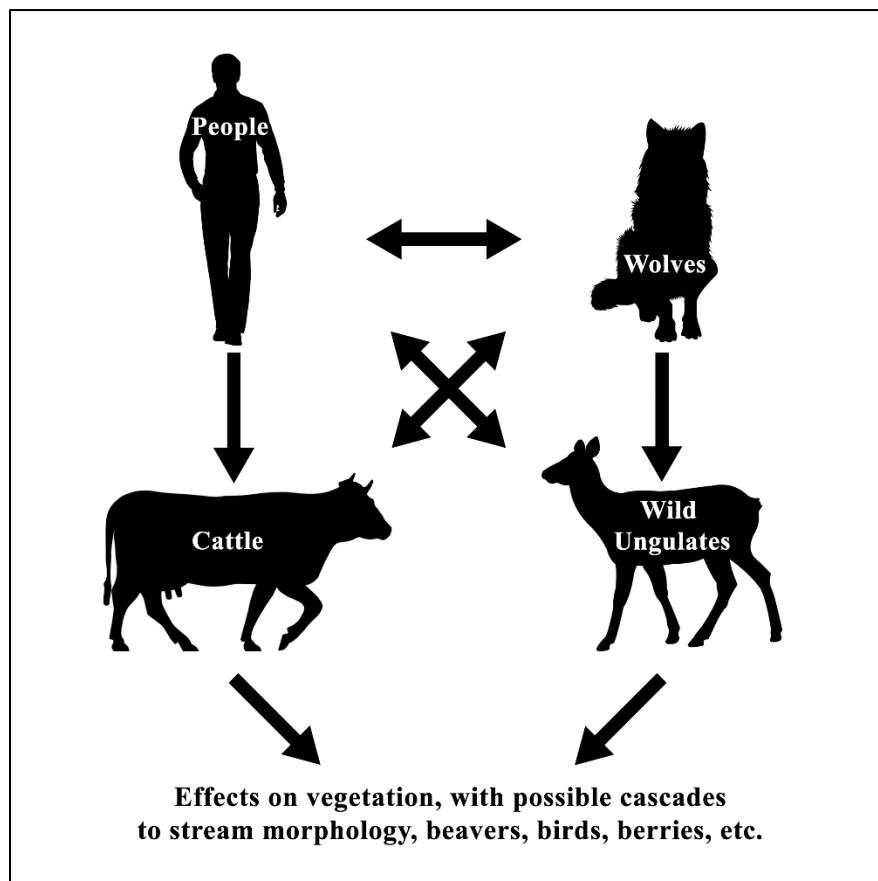 People
Wolves
Cattle
Wild
Ungulates
Effects on vegetation, with possible cascades
to stream morphology, beavers, birds, berries, etc.